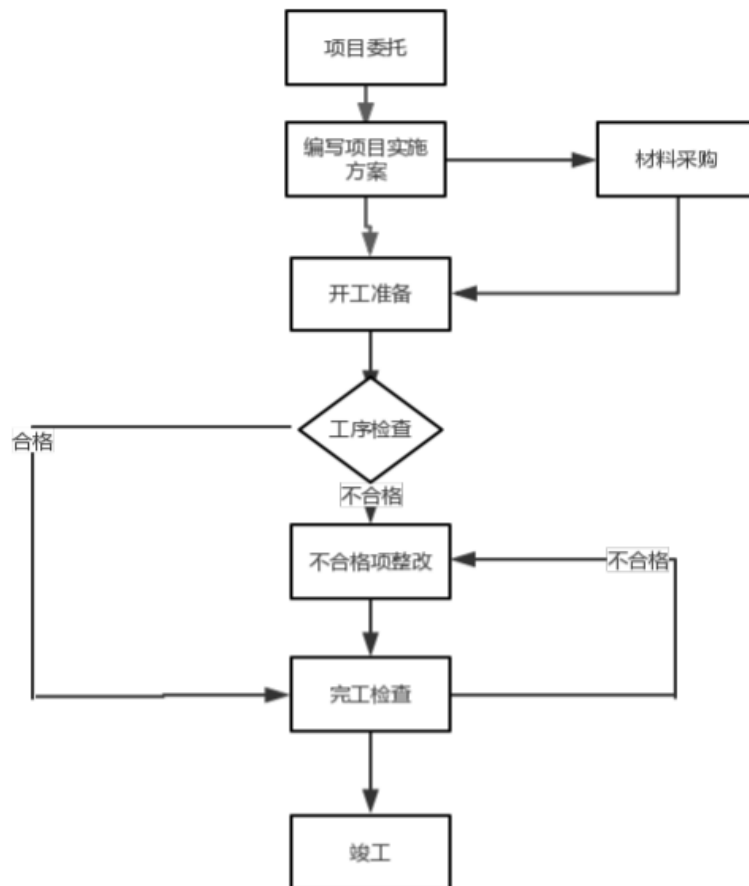 项目委托
编写项目实施
方案
材料采购
开工准备
工序检查
合格
不合格
不合格项整改
不合格
完工检查
竣工